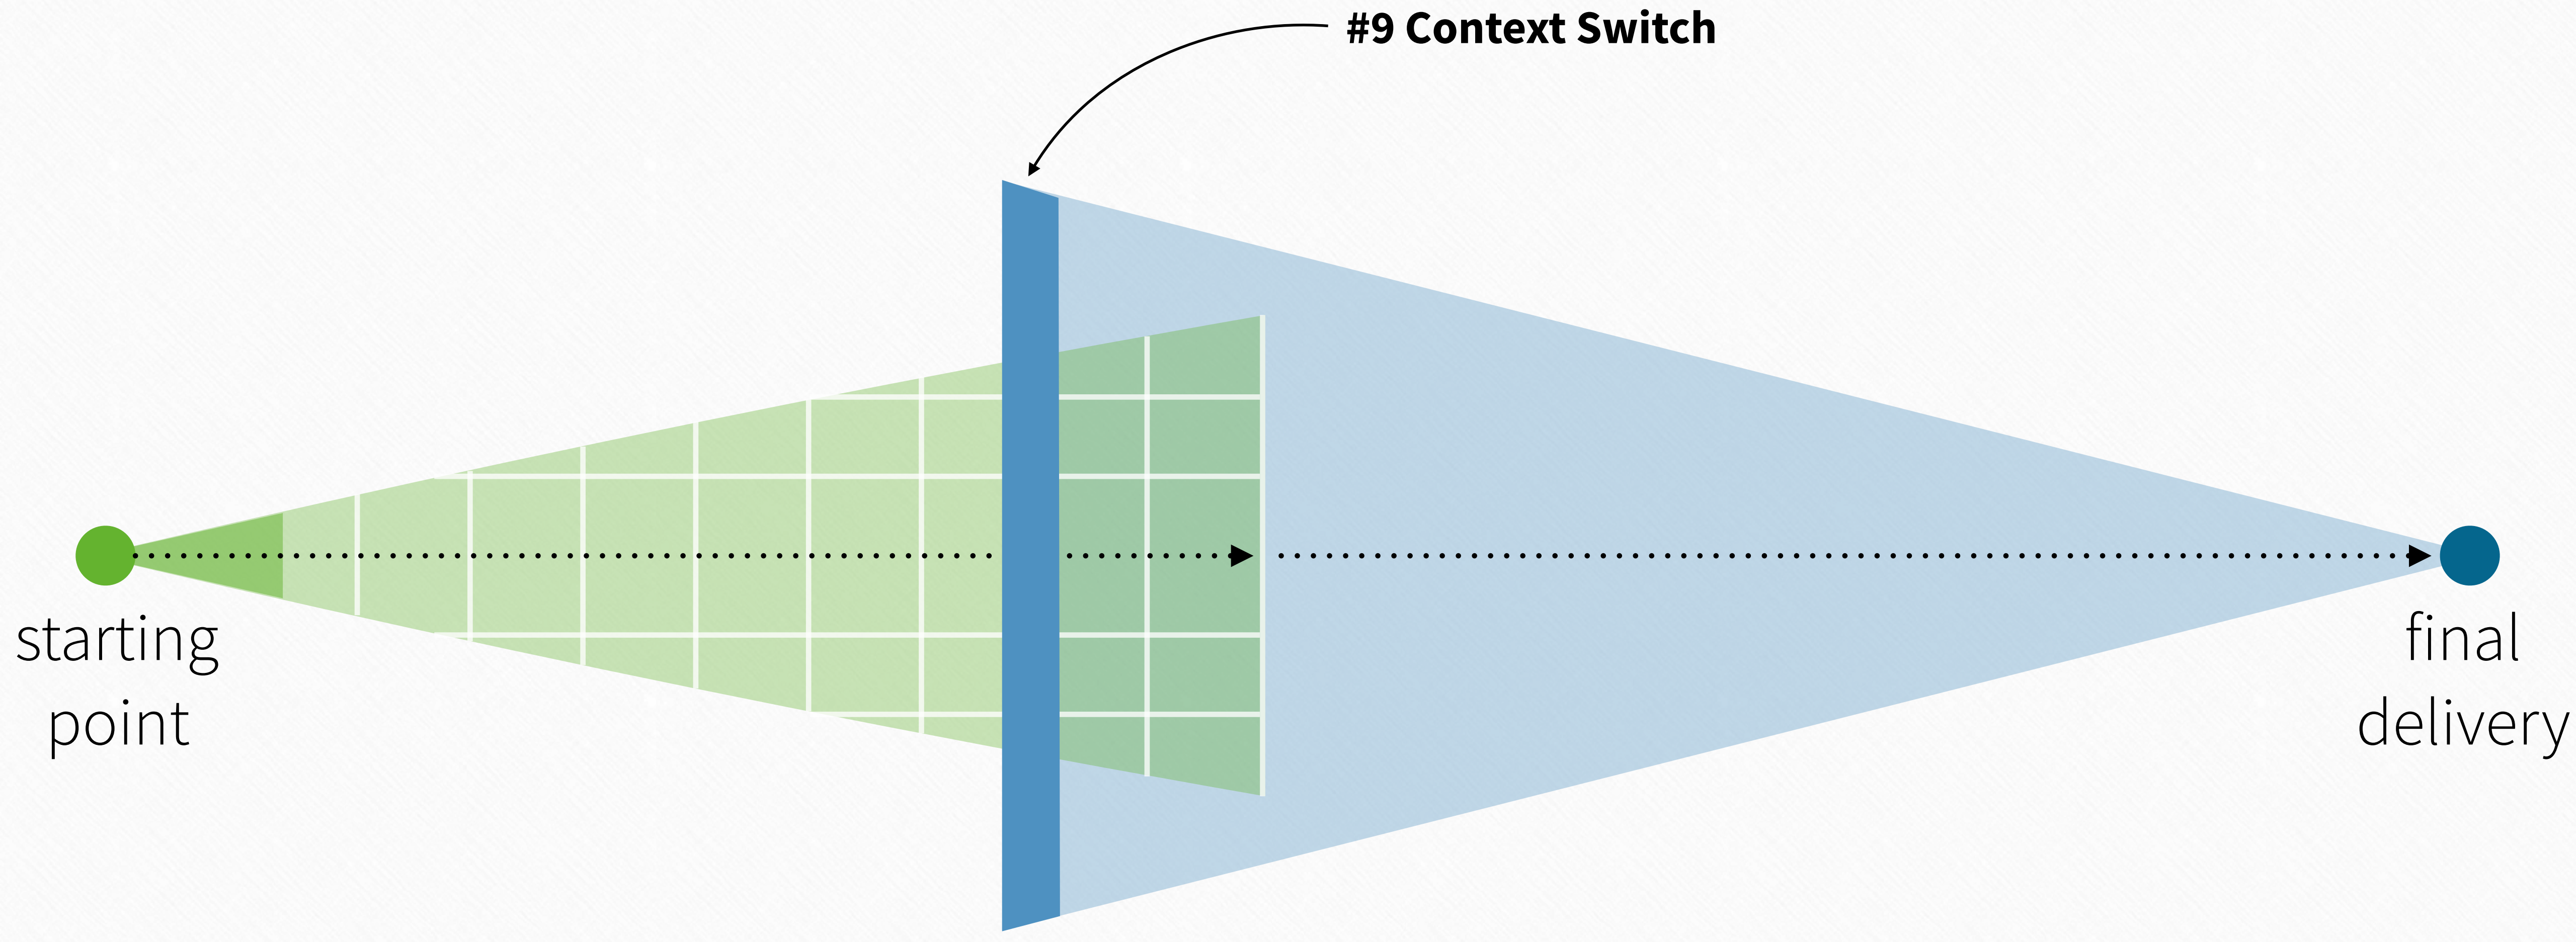 #9 Context Switch
starting
point
final
delivery